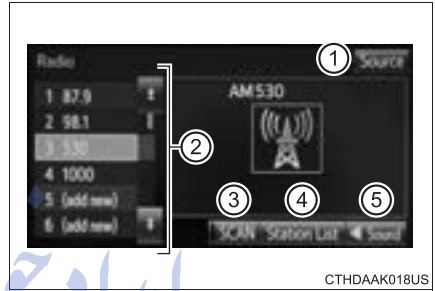 Radio
1
Source
1 87.9
AM 530
2 98.1
2
3 530
4 1000
5 (add new)
6 (add new)
3
4
5
SCAN
Station List
Sound
CTHDAAK018US